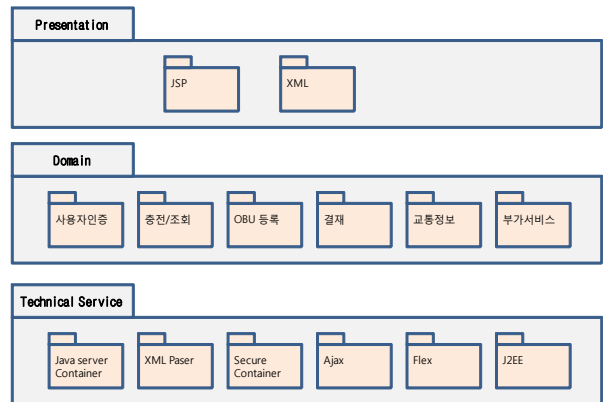 Presentation
JSP
XML
Domain
사용자인증
충전/조회
OBU 등록
결재
교통정보
부가서비스
Technical Service
Java server
Container
XML Paser
Secure
Container
Ajax
Flex
J2EE